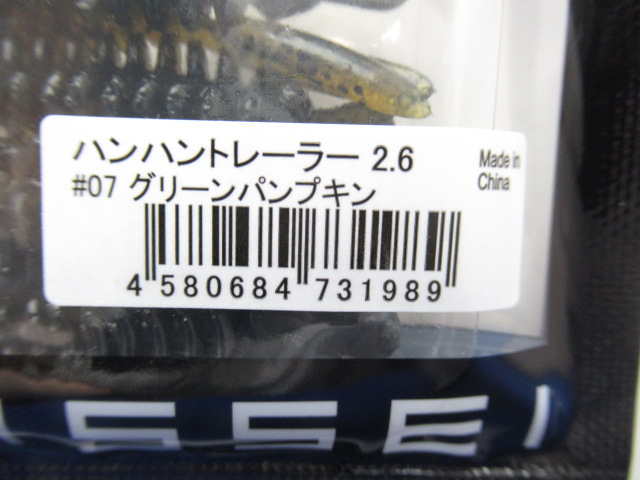 ハンハントレーラー 2.6
Made in
China
#07 グリーンパンプキン
4 580684 731989
ISSEI